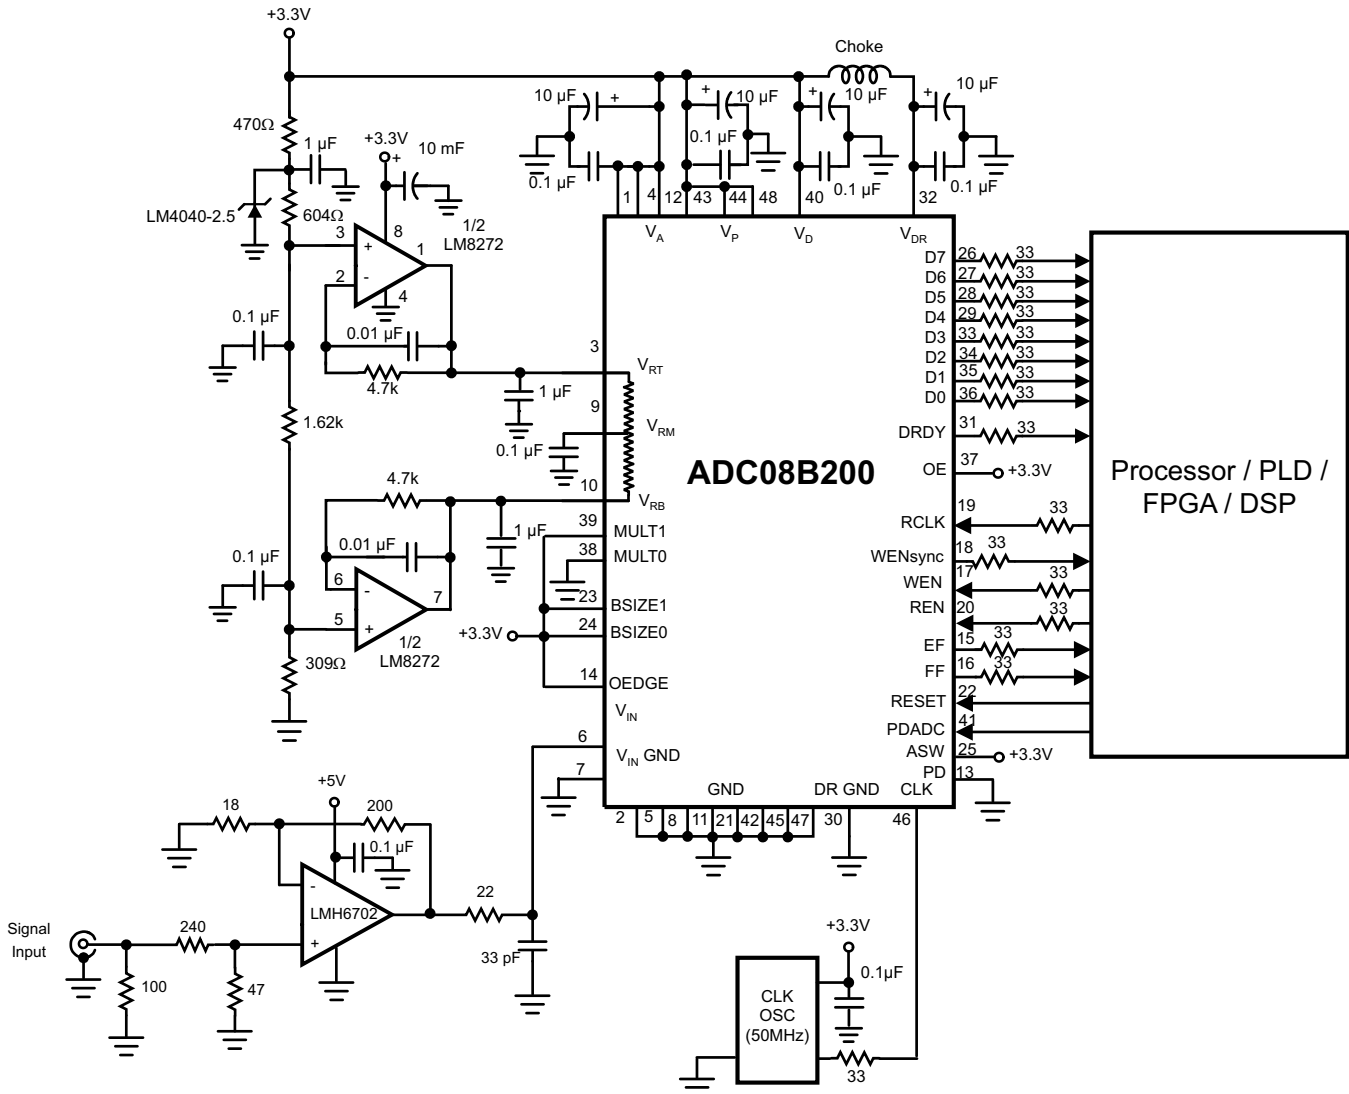 +3.3V
Choke
10 µF
+
+
10 µF
+
10 µF
+
10 µF
470Ω
1 µF
+3.3V
+
10 mF
0.1 µF
0.1 µF
0.1 µF
0.1 µF
LM4040-2.5
604Ω
1/2
LM8272
3
+
8
1
2
-
4
1
4
12
43
44
48
40
32
VA
VP
VD
VDR
0.1 µF
0.01 µF
4.7k
1.62k
3
VRT
1 µF
9
VRM
0.1 µF
10
VRB
4.7k
1 µF
0.1 µF
0.01 µF
6
-
7
5
+
1/2
LM8272
309Ω
ADC08B200
39
MULT1
38
MULT0
23
BSIZE1
+3.3V
24
BSIZE0
14
OEDGE
VIN
6
VIN GND
7
D7
26
33
D6
27
33
D5
28
33
D4
29
33
D3
33
33
D2
34
33
D1
35
33
D0
36
33
DRDY
31
33
OE
37
+3.3V
RCLK
19
33
WENsync
18
33
WEN
17
33
REN
20
33
EF
15
33
FF
16
33
RESET
22
PDADC
41
ASW
25
+3.3V
PD
13
Processor / PLD /
FPGA / DSP
GND
DR GND
CLK
2
5
8
11
21
42
45
47
30
46
+5V
18
200
0.1 µF
-
LMH6702
+
22
33 pF
Signal
Input
240
100
47
+3.3V
0.1µF
CLK
OSC
(50MHz)
33